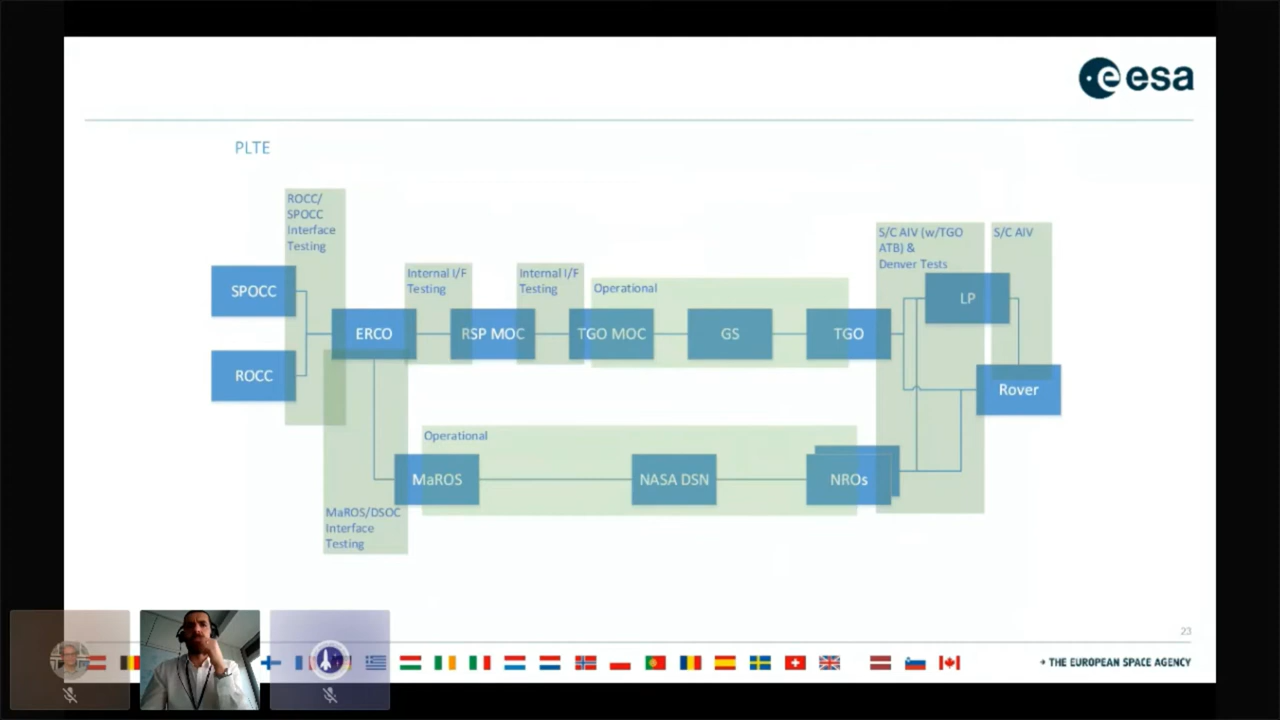 esa
PLTE
ROCC/
SPOCC
Interface
Testing
S/C AIV (w/TGO
ATB) &
Denver Tests
S/C AIV
Internal I/F
Testing
Internal I/F
Testing
Operational
SPOCC
LP
ERCO
RSP MOC
TGO MOC
GS
TGO
ROCC
Rover
Operational
MaROS
NASA DSN
NROs
MaROS/DSOC
Interface
Testing
23
→ THE EUROPEAN SPACE AGENCY